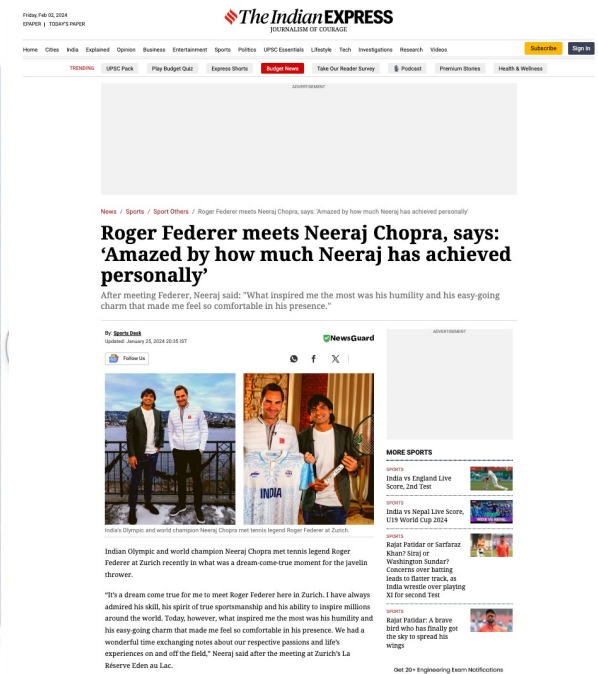 Friday, Feb 02, 2024
EPAPER | TODAY'S PAPER
The Indian EXPRESS
JOURNALISM OF COURAGE
Home Cities India Explained Opinion Business Entertainment Sports Politics UPSC Essentials Lifestyle Tech Investigations Research Videos
Subscribe Sign In
TRENDING UPSC Pack Play Budget Quiz Express Shorts Budget News Take Our Reader Survey Podcast Premium Stories Health & Wellness
ADVERTISEMENT
News / Sports / Sport Others / Roger Federer meets Neeraj Chopra, says: 'Amazed by how much Neeraj has achieved personally'
Roger Federer meets Neeraj Chopra, says:
‘Amazed by how much Neeraj has achieved
personally’
After meeting Federer, Neeraj said: "What inspired me the most was his humility and his easy-going
charm that made me feel so comfortable in his presence."
By: Sports Desk
Updated: January 25, 2024 20:35 IST
NewsGuard
Follow Us
INDIA
India's Olympic and world champion Neeraj Chopra met tennis legend Roger Federer at Zurich.
Indian Olympic and world champion Neeraj Chopra met tennis legend Roger
Federer at Zurich recently in what was a dream-come-true moment for the javelin
thrower.
“It's a dream come true for me to meet Roger Federer here in Zurich. I have always
admired his skill, his spirit of true sportsmanship and his ability to inspire millions
around the world. Today, however, what inspired me the most was his humility and
his easy-going charm that made me feel so comfortable in his presence. We had a
wonderful time exchanging notes about our respective passions and life's
experiences on and off the field,” Neeraj said after the meeting at Zurich's La
Réserve Eden au Lac.
ADVERTISEMENT
MORE SPORTS
SPORTS
India vs England Live
Score, 2nd Test
SPORTS
India vs Nepal Live Score,
U19 World Cup 2024
INDIA VS NEPAL
SPORTS
Rajat Patidar or Sarfaraz
Khan? Siraj or
Washington Sundar?
Concerns over batting
leads to flatter track, as
India wrestle over playing
XI for second Test
SPORTS
Rajat Patidar: A brave
bird who has finally got
the sky to spread his
wings
Get 20+ Engineering Exam Notifications